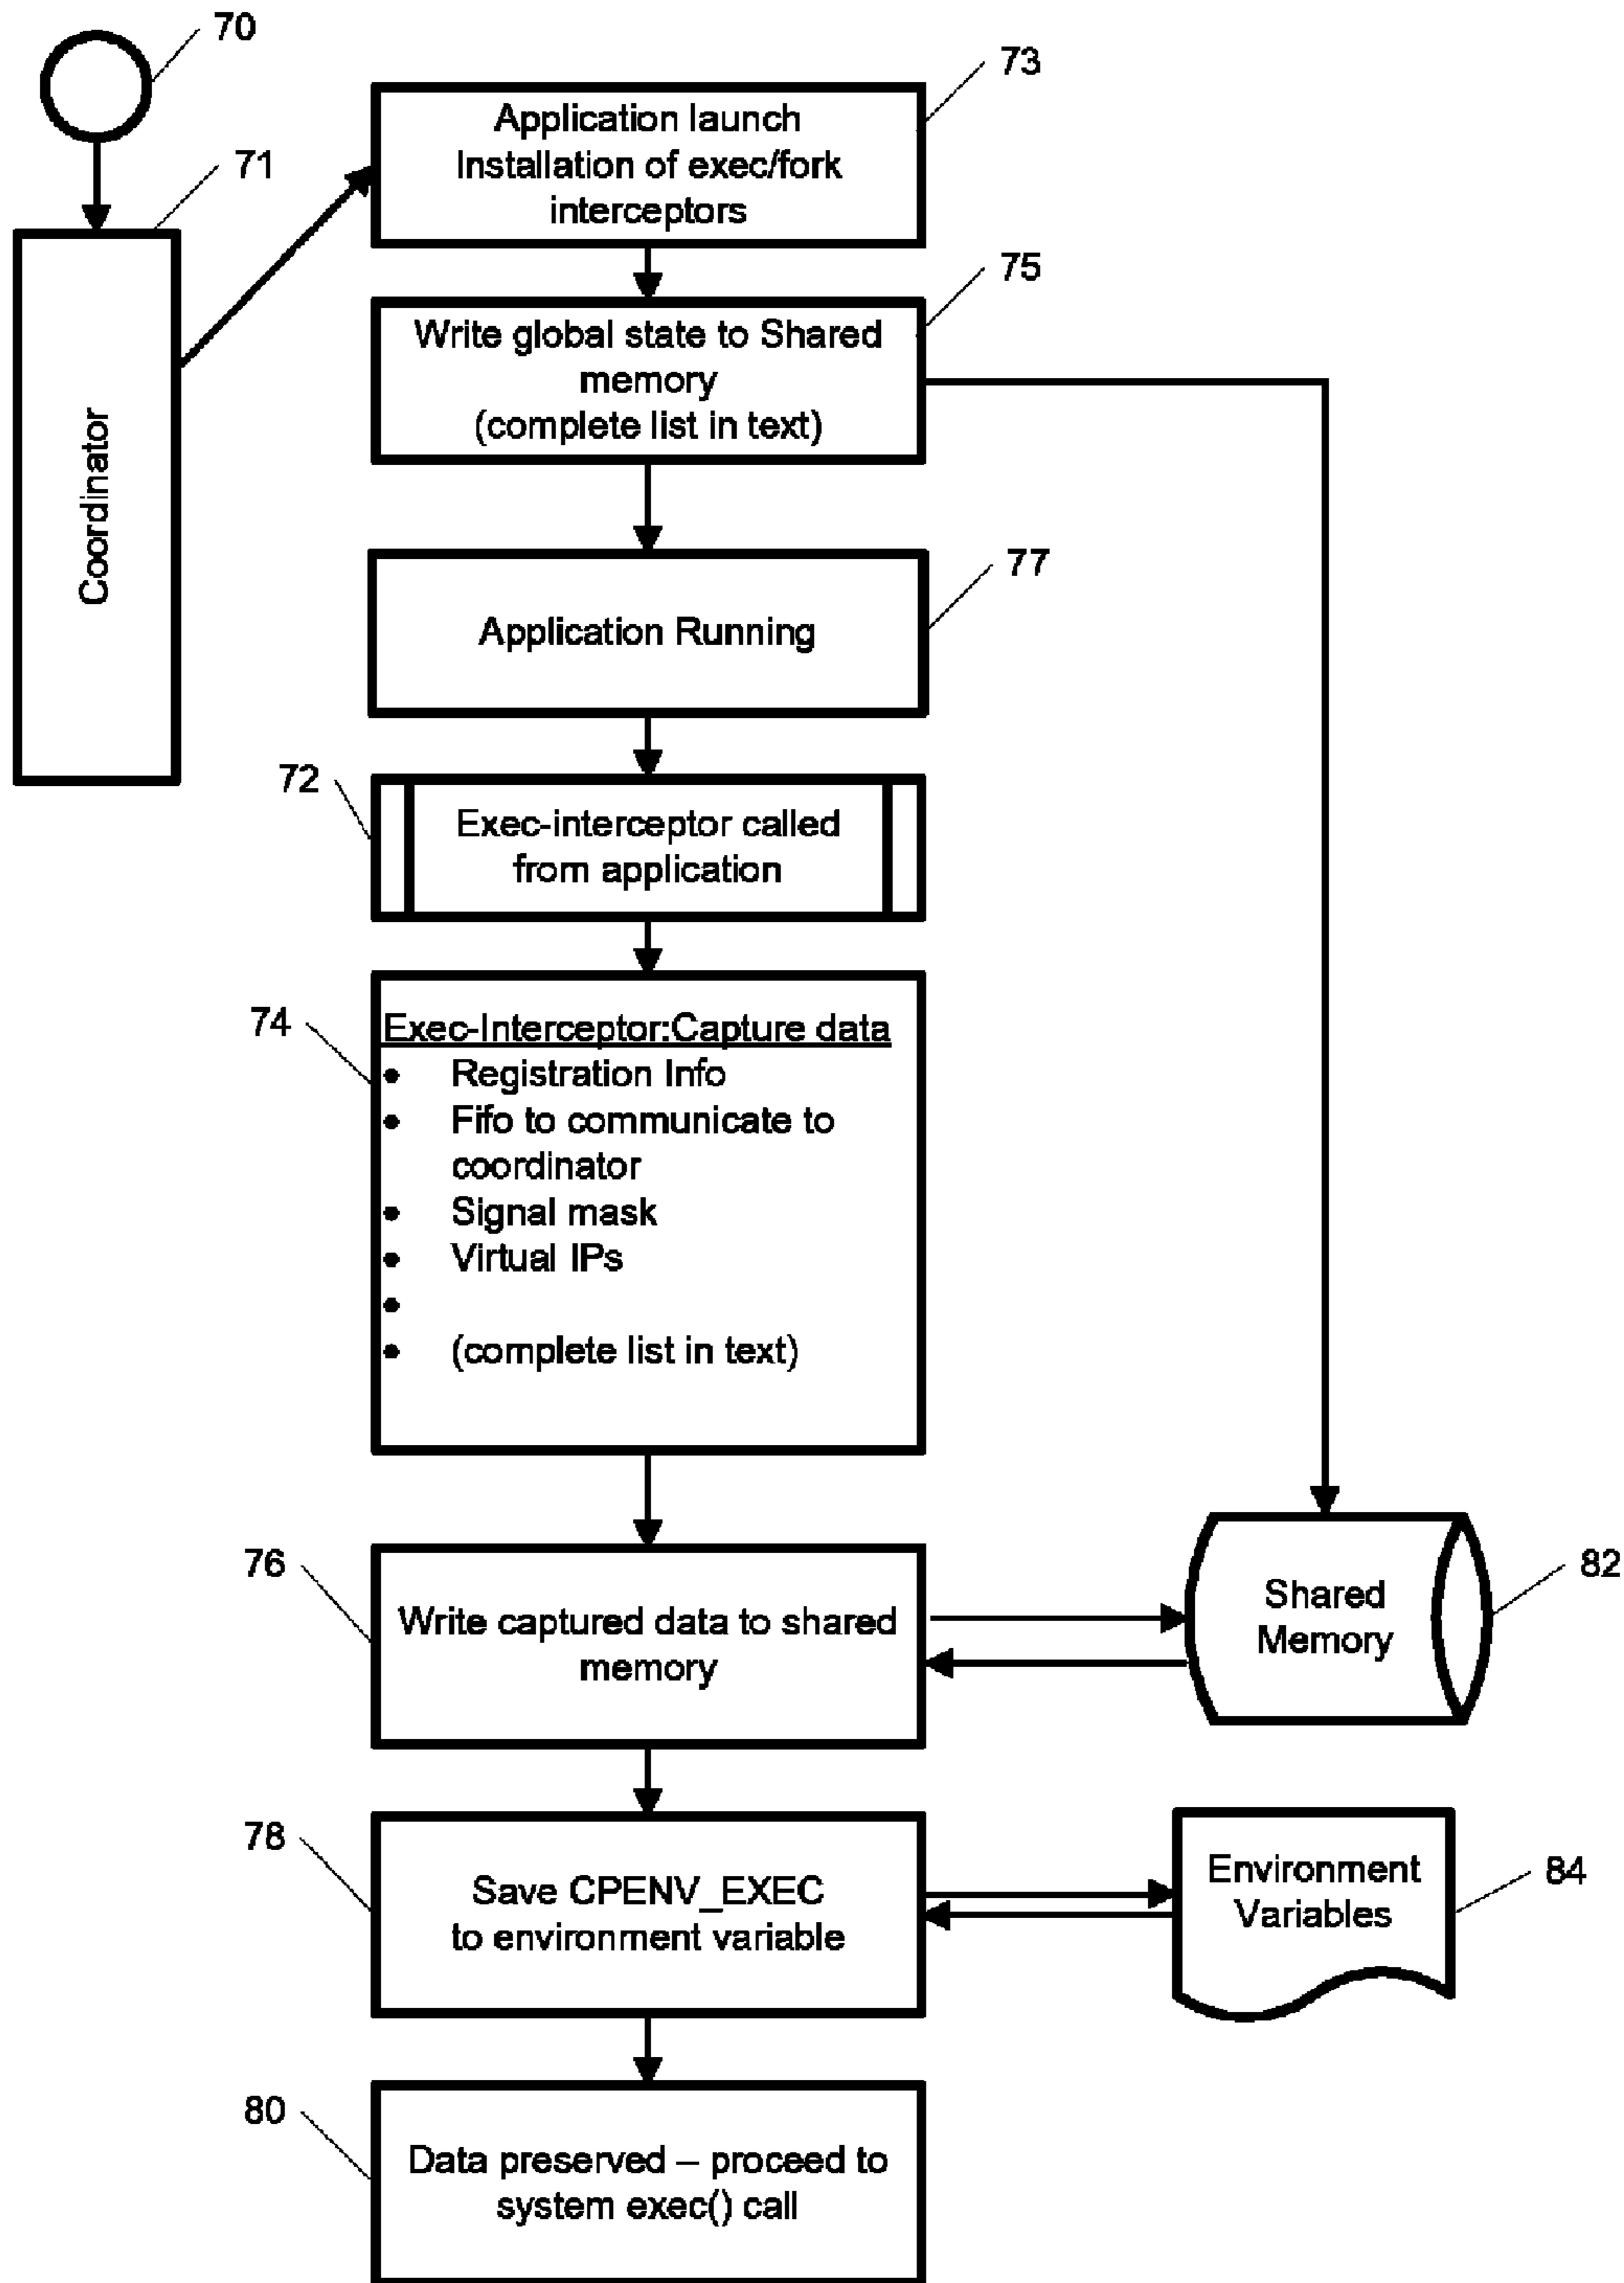 70
73
Application launch
Installation of exec/fork
interceptors
71
Coordinator
75
Write global state to Shared
memory
(complete list in text)
77
Application Running
72
Exec-interceptor called
from application
74
Exec-Interceptor:Capture data
• Registration Info
• Fifo to communicate to
coordinator
• Signal mask
• Virtual IPs
•
• (complete list in text)
76
Write captured data to shared
memory
82
Shared
Memory
78
Save CPENV_EXEC
to environment variable
84
Environment
Variables
80
Data preserved – proceed to
system exec() call